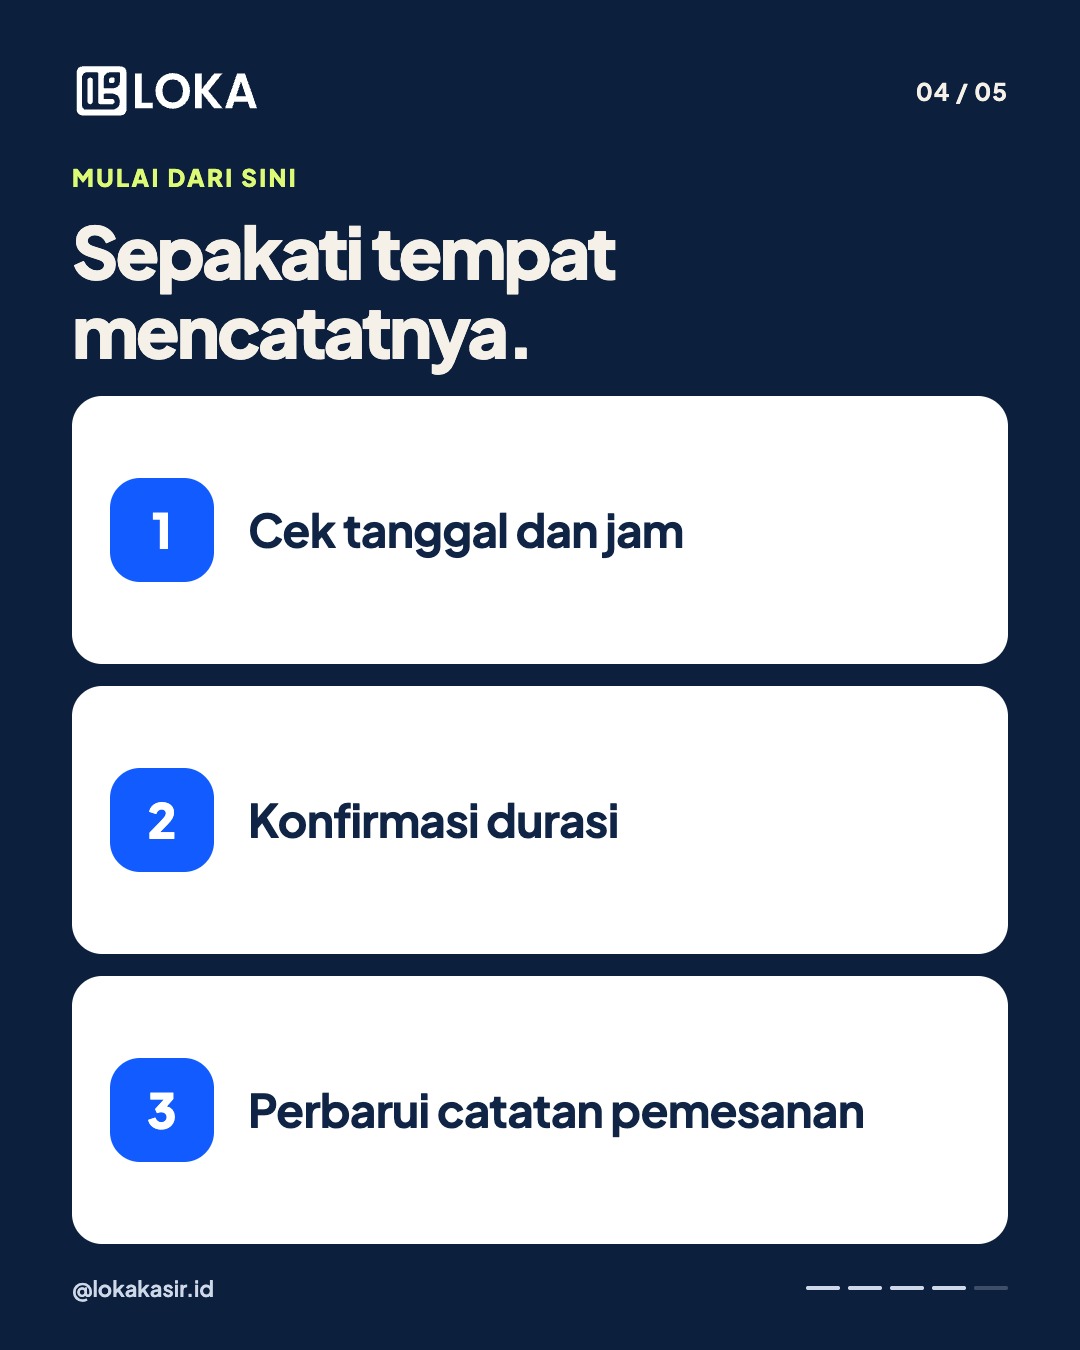 LOKA
04 / 05
MULAI DARI SINI
Sepakati tempat
mencatatnya.
1
Cek tanggal dan jam
2
Konfirmasi durasi
3
Perbarui catatan pemesanan
@lokakasir.id